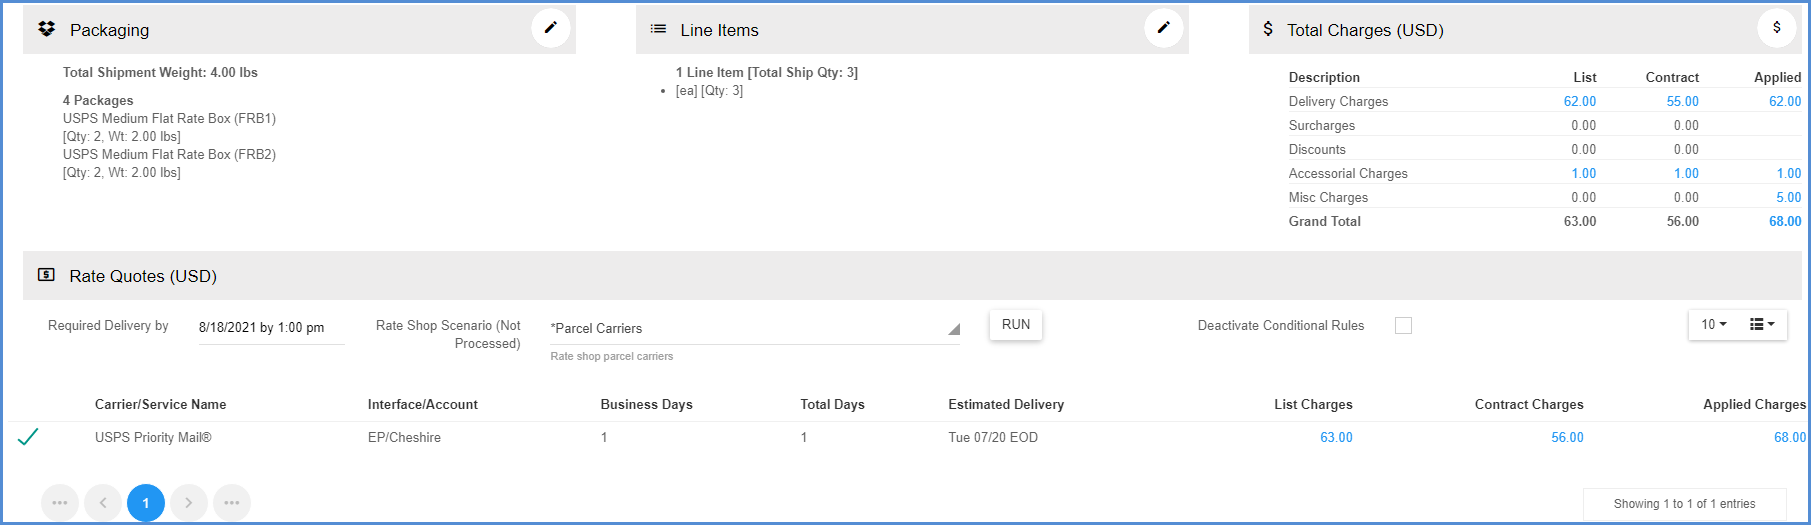 Packaging
Total Shipment Weight: 4.00 lbs
4 Packages
USPS Medium Flat Rate Box (FRB1)
[Qty: 2, Wt: 2.00 lbs]
USPS Medium Flat Rate Box (FRB2)
[Qty: 2, Wt: 2.00 lbs]
Line Items
1 Line Item [Total Ship Qty: 3]
• [ea] [Qty: 3]
$ Total Charges (USD) $
Description List Contract Applied
Delivery Charges 62.00 55.00 62.00
Surcharges 0.00 0.00
Discounts 0.00 0.00
Accessorial Charges 1.00 1.00 1.00
Misc Charges 0.00 0.00 5.00
Grand Total 63.00 56.00 68.00
Rate Quotes (USD)
Required Delivery by 8/18/2021 by 1:00 pm
Rate Shop Scenario (Not
Processed)
*Parcel Carriers
Rate shop parcel carriers
RUN
Deactivate Conditional Rules
10
Carrier/Service Name Interface/Account Business Days Total Days Estimated Delivery List Charges Contract Charges Applied Charges
USPS Priority Mail® EP/Cheshire 1 1 Tue 07/20 EOD 63.00 56.00 68.00
1
Showing 1 to 1 of 1 entries